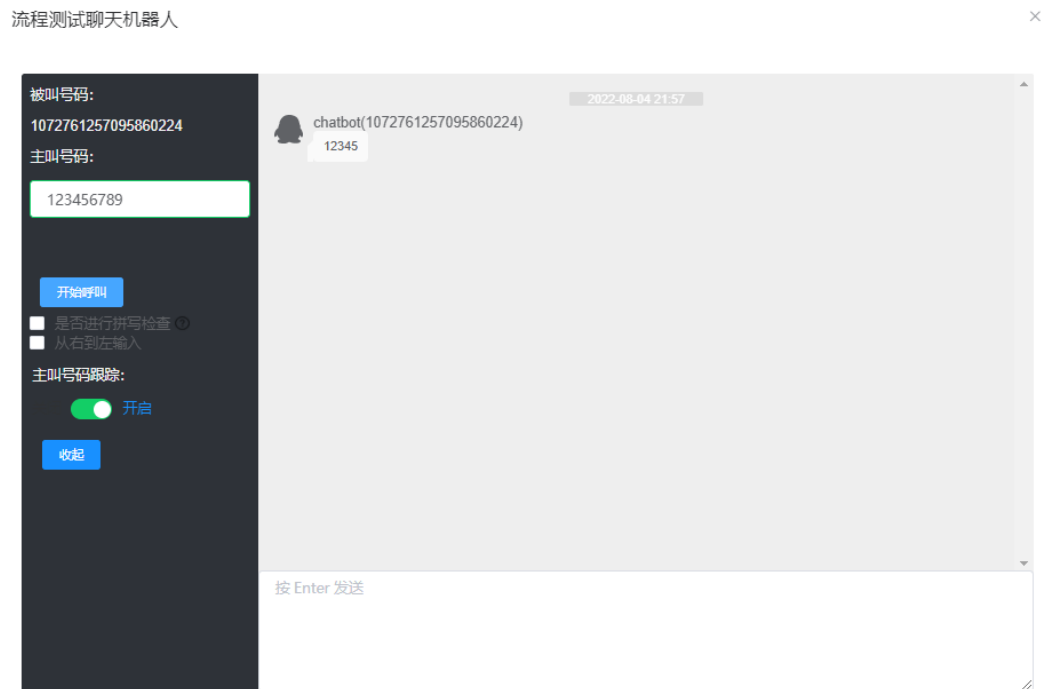 流程测试聊天机器人
×
被叫号码:
1072761257095860224
主叫号码:
123456789
开始呼叫
是否进行拼写检查 ?
从右到左输入
主叫号码跟踪:
开启
收起
2022-08-04 21:57
chatbot(1072761257095860224)
12345
按 Enter 发送